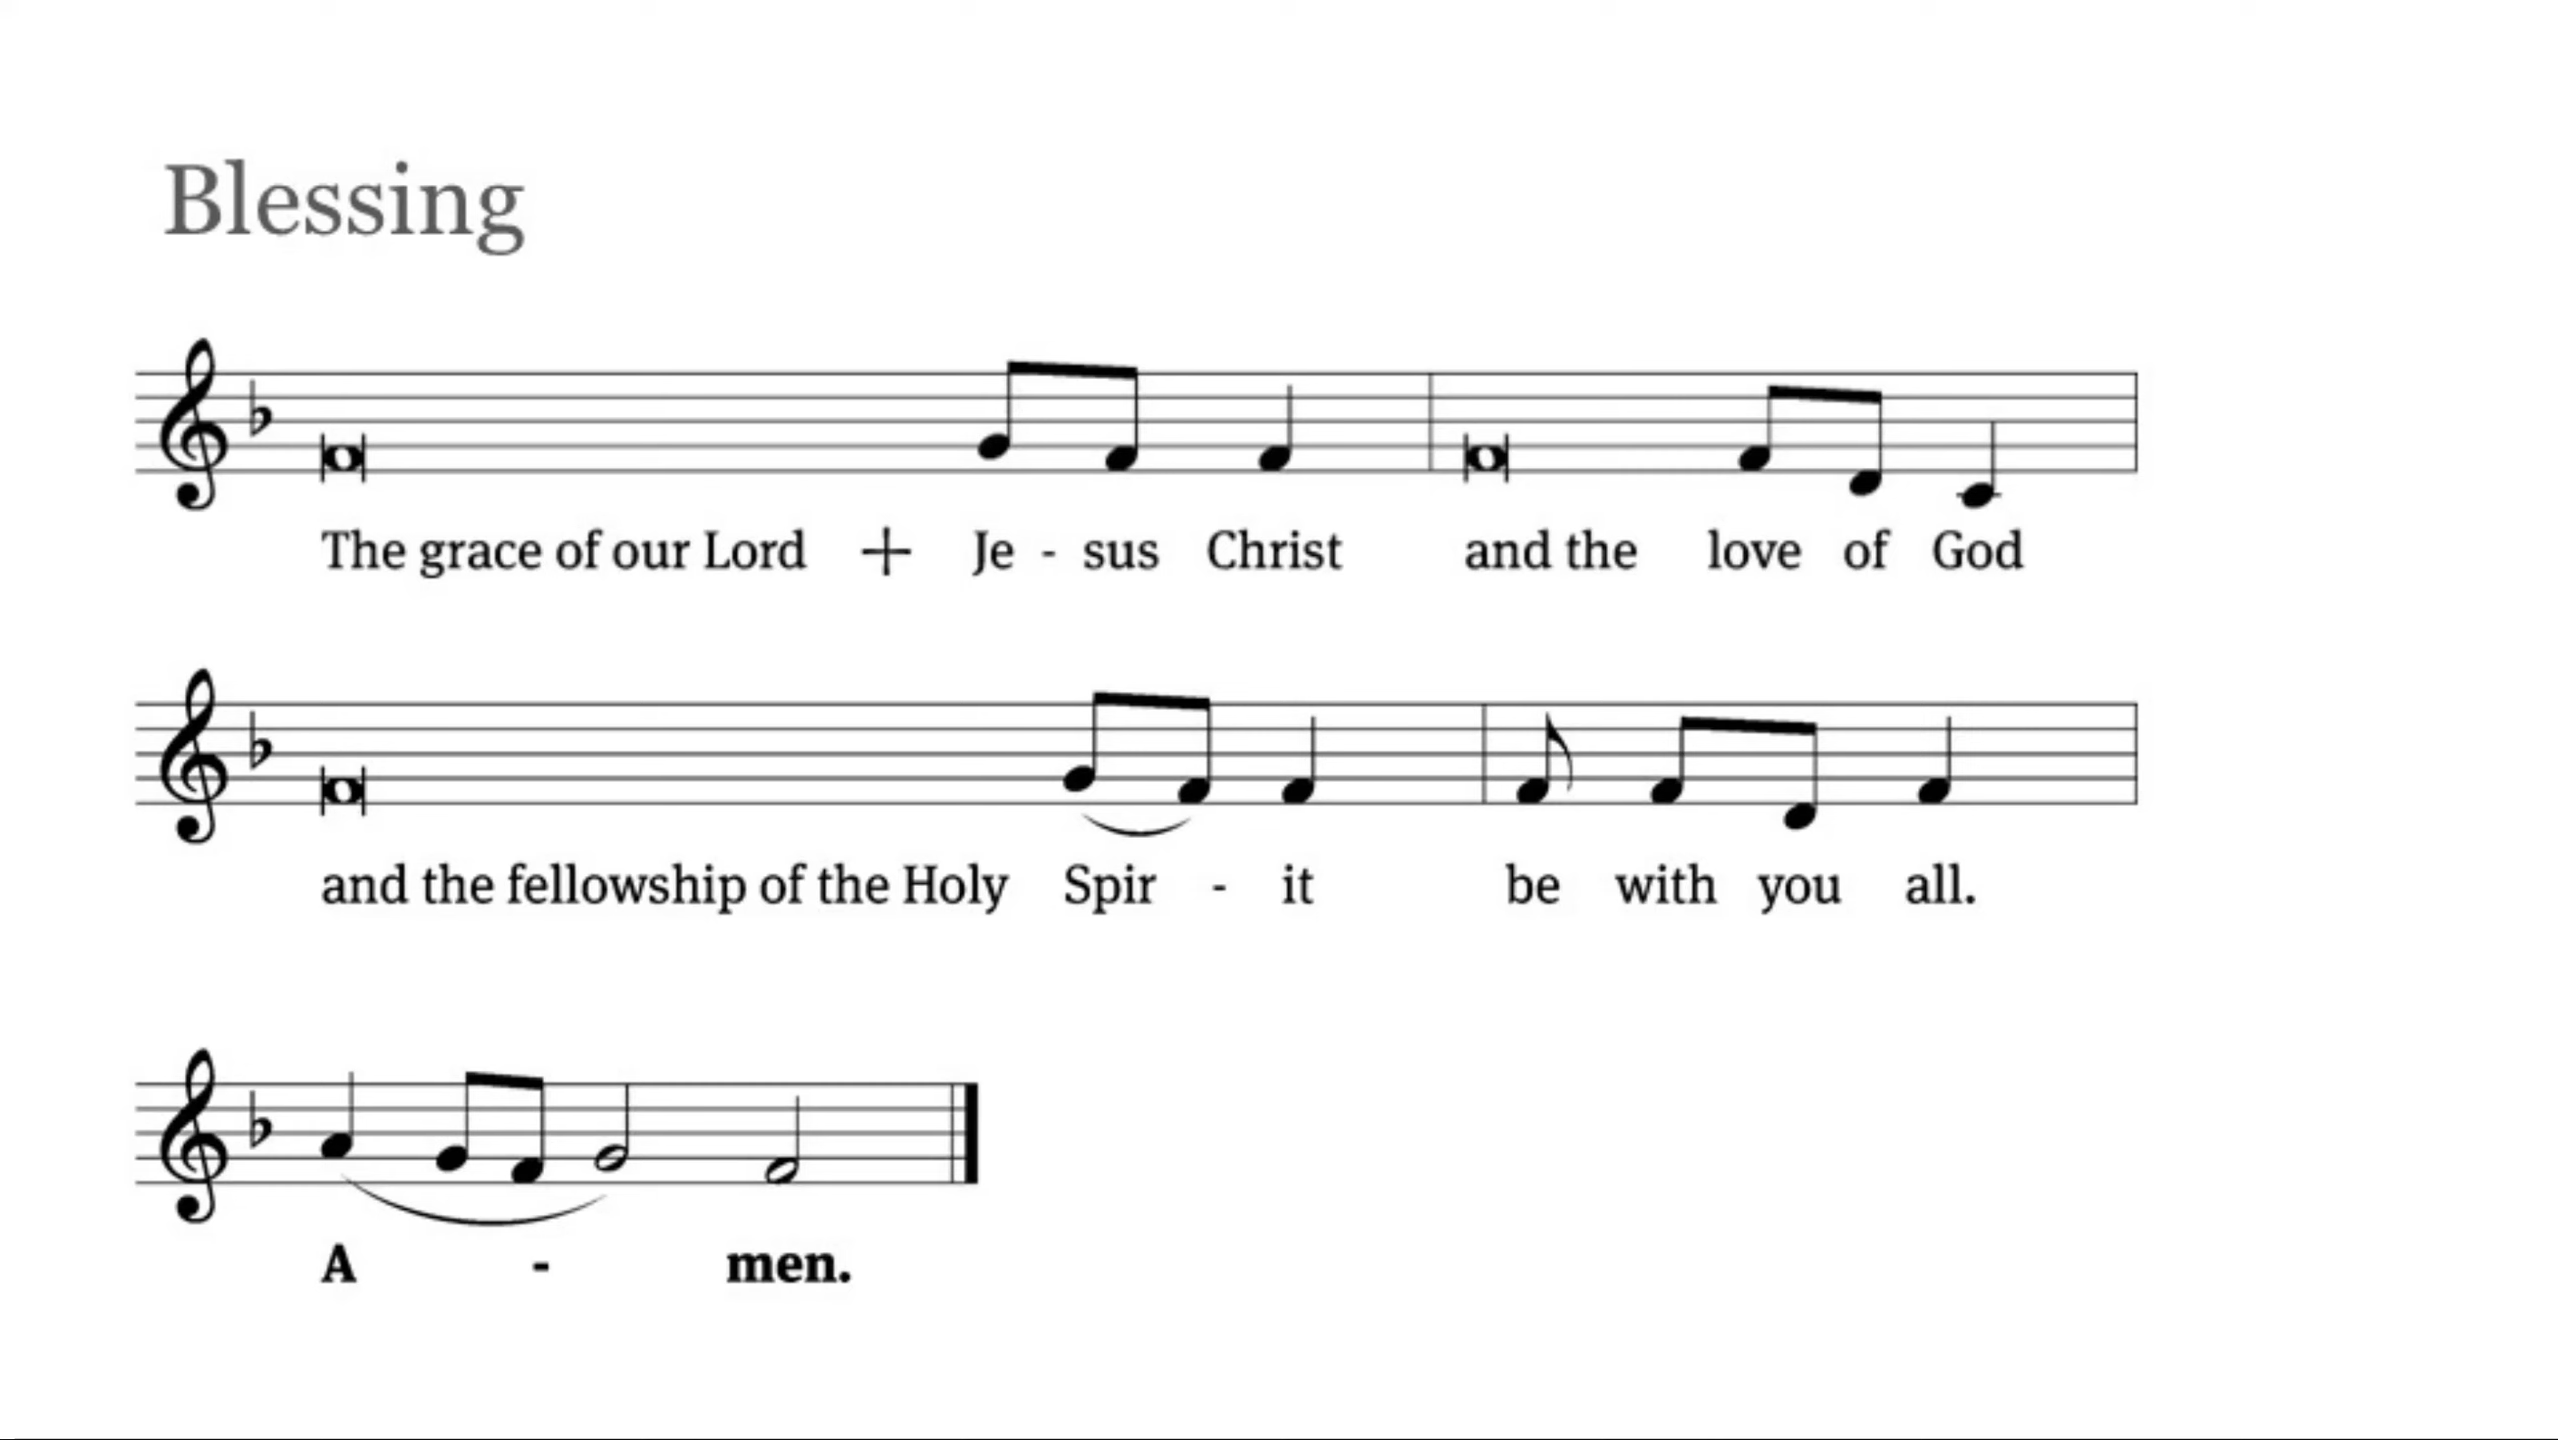 Blessing
The grace of our Lord + Je - sus Christ and the love of God
and the fellowship of the Holy Spir - it be with you all.
A - men.